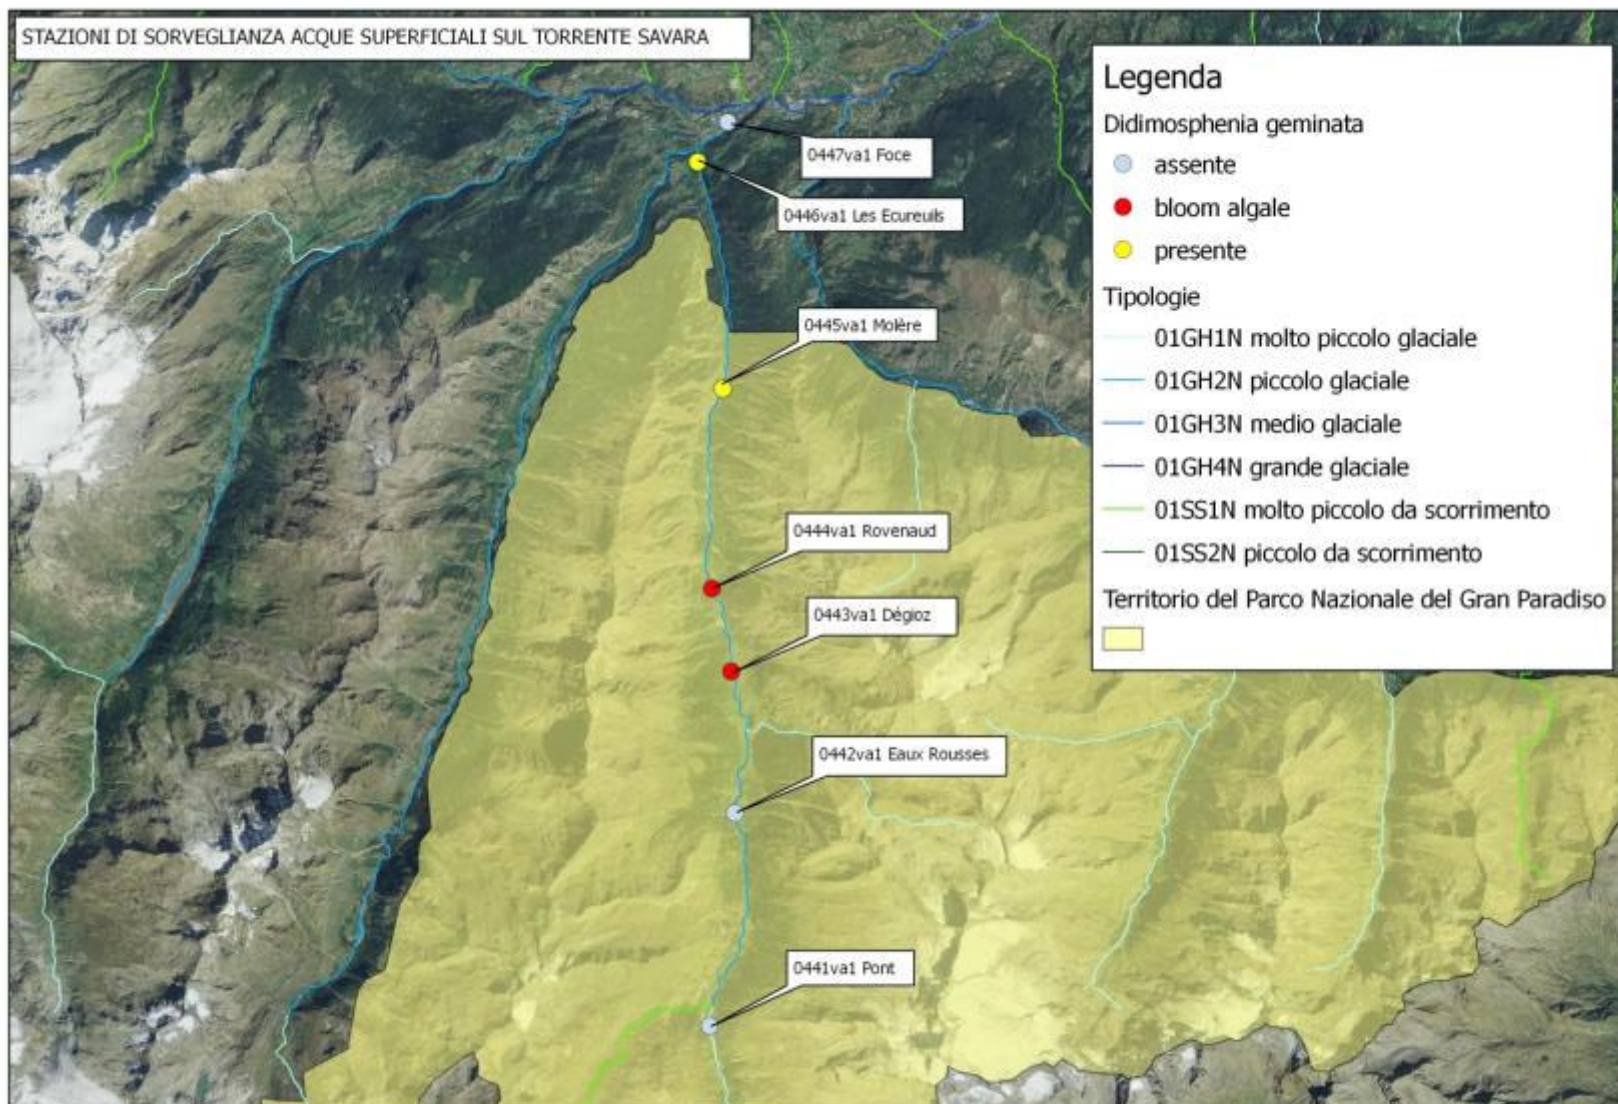 STAZIONI DI SORVEGLIANZA ACQUE SUPERFICIALI SUL TORRENTE SAVARA
Legenda
Didimosphenia geminata
assente
bloom algale
presente
Tipologie
01GH1N molto piccolo glaciale
01GH2N piccolo glaciale
01GH3N medio glaciale
01GH4N grande glaciale
01SS1N molto piccolo da scorrimento
01SS2N piccolo da scorrimento
Territorio del Parco Nazionale del Gran Paradiso
0447va1 Foce
0446va1 Les Ecureuils
0445va1 Molère
0444va1 Rovenaud
0443va1 Dégioz
0442va1 Eaux Rousses
0441va1 Pont